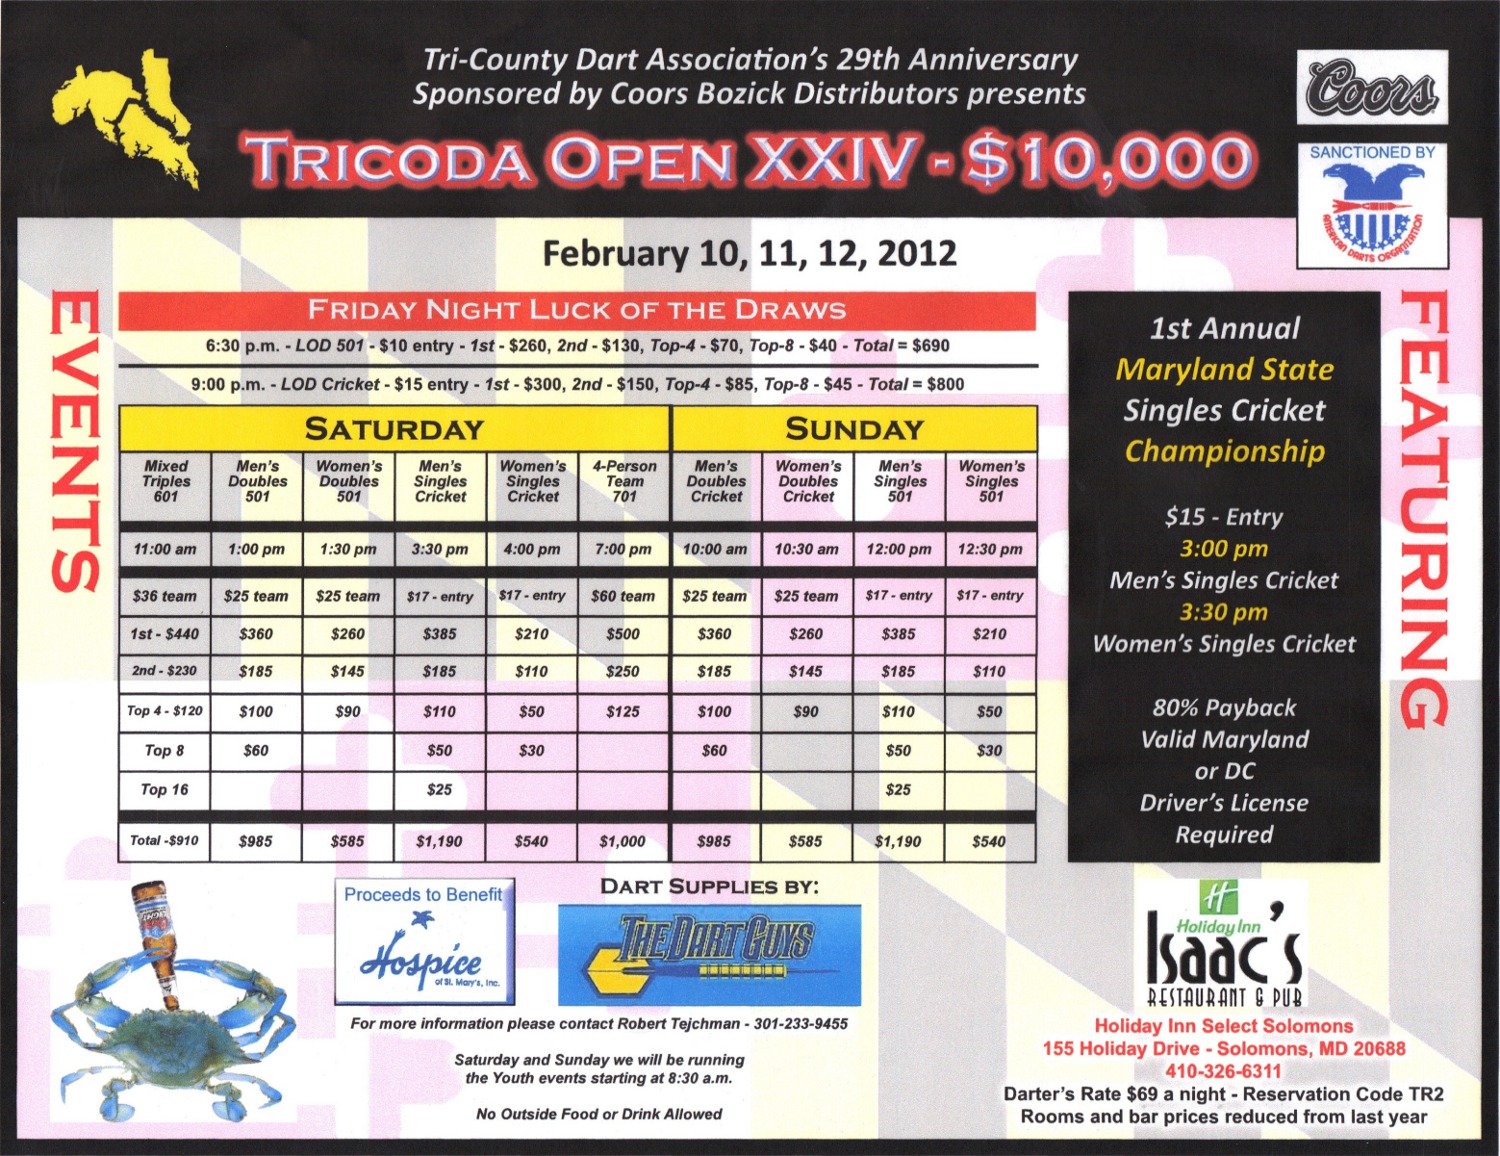 Tri-County Dart Association's 29th Anniversary
Sponsored by Coors Bozick Distributors presents
TRICODA OPEN XXIV - $10,000
Coors
SANCTIONED BY
AMERICAN DARTS ORGANIZATION
February 10, 11, 12, 2012
EVENTS
FRIDAY NIGHT LUCK OF THE DRAWS
6:30 p.m. - LOD 501 - $10 entry - 1st - $260, 2nd - $130, Top-4 - $70, Top-8 - $40 - Total = $690
9:00 p.m. - LOD Cricket - $15 entry - 1st - $300, 2nd - $150, Top-4 - $85, Top-8 - $45 - Total = $800
SATURDAY SUNDAY
Mixed Men's Women's Men's Women's 4-Person Men's Women's Men's Women's
Triples Doubles Doubles Singles Singles Team Doubles Doubles Singles Singles
601 501 501 Cricket Cricket 701 Cricket Cricket 501 501
11:00 am 1:00 pm 1:30 pm 3:30 pm 4:00 pm 7:00 pm 10:00 am 10:30 am 12:00 pm 12:30 pm
$36 team $25 team $25 team $17 - entry $17 - entry $60 team $25 team $25 team $17 - entry $17 - entry
1st - $440 $360 $260 $385 $210 $500 $360 $260 $385 $210
2nd - $230 $185 $145 $185 $110 $250 $185 $145 $185 $110
Top 4 - $120 $100 $90 $110 $50 $125 $100 $90 $110 $50
Top 8 $60 $50 $30 $60 $50 $30
Top 16 $25 $25
Total -$910 $985 $585 $1,190 $540 $1,000 $985 $585 $1,190 $540
FEATURING
1st Annual
Maryland State
Singles Cricket
Championship
$15 - Entry
3:00 pm
Men's Singles Cricket
3:30 pm
Women's Singles Cricket
80% Payback
Valid Maryland
or DC
Driver's License
Required
Proceeds to Benefit
Hospice
of St. Mary's, Inc.
DART SUPPLIES BY:
THE DART GUYS
For more information please contact Robert Tejchman - 301-233-9455
Saturday and Sunday we will be running
the Youth events starting at 8:30 a.m.
No Outside Food or Drink Allowed
H
Holiday Inn
Isaac's
RESTAURANT & PUB
Holiday Inn Select Solomons
155 Holiday Drive - Solomons, MD 20688
410-326-6311
Darter's Rate $69 a night - Reservation Code TR2
Rooms and bar prices reduced from last year